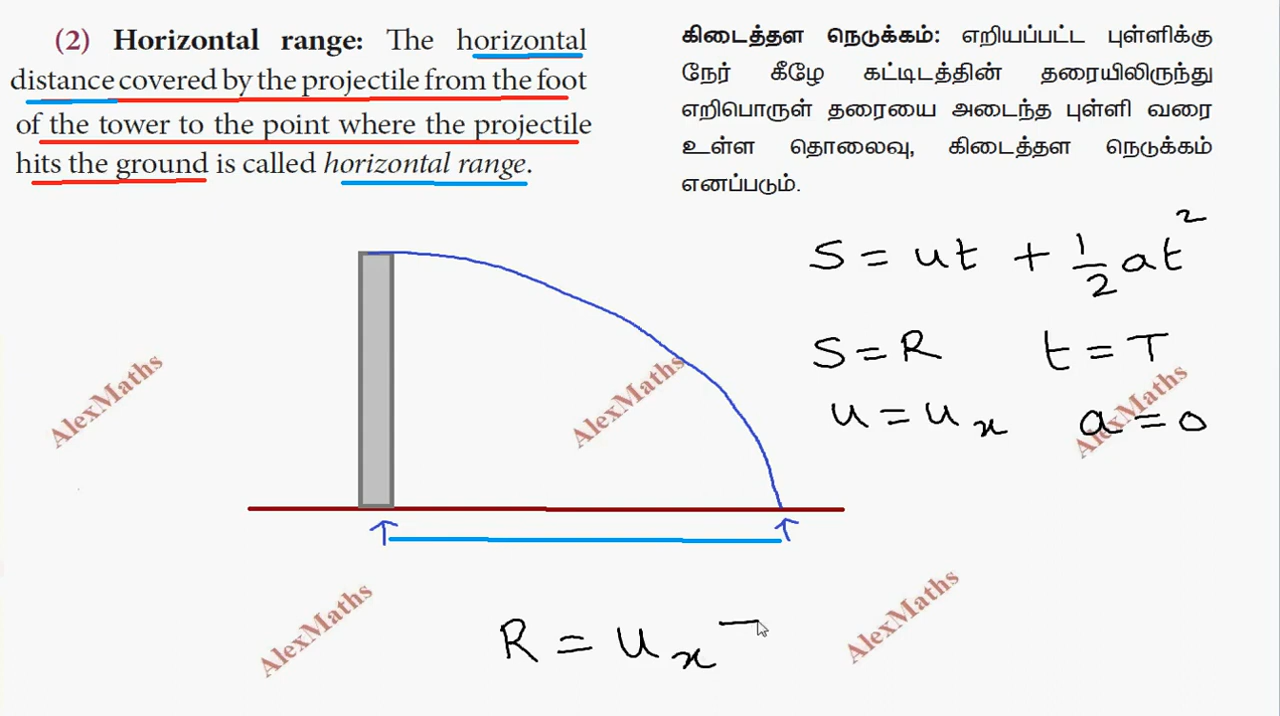 (2) Horizontal range: The horizontal
distance covered by the projectile from the foot
of the tower to the point where the projectile
hits the ground is called horizontal range.
கிடைத்தள நெடுக்கம்: எறியப்பட்ட புள்ளிக்கு
நேர் கீழே கட்டிடத்தின் தரையிலிருந்து
எறிபொருள் தரையை அடைந்த புள்ளி வரை
உள்ள தொலைவு, கிடைத்தள நெடுக்கம்
எனப்படும்.
S = ut + 1/2 at²
S = R t = T
u = uₓ a = 0
AlexMaths
AlexMaths
AlexMaths
AlexMaths
AlexMaths
R = uₓ